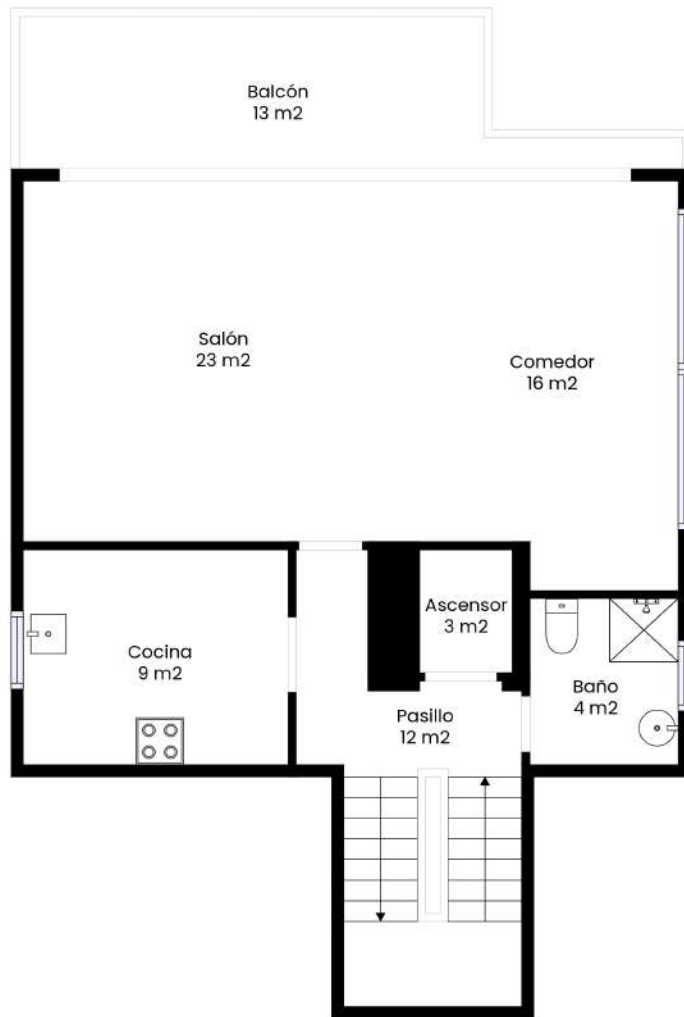 Balcón
13 m2
Salón
23 m2
Comedor
16 m2
Ascensor
3 m2
Cocina
9 m2
Baño
4 m2
Pasillo
12 m2